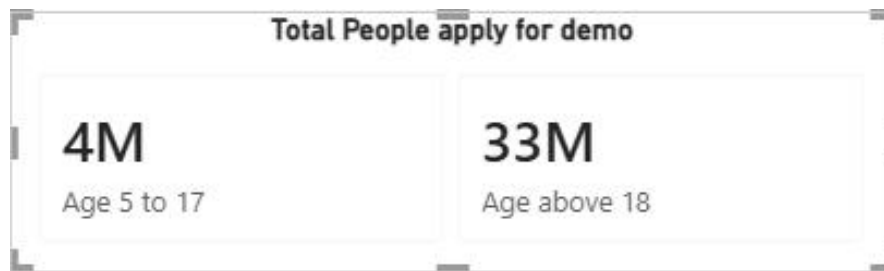 Total People apply for demo
4M
Age 5 to 17
33M
Age above 18